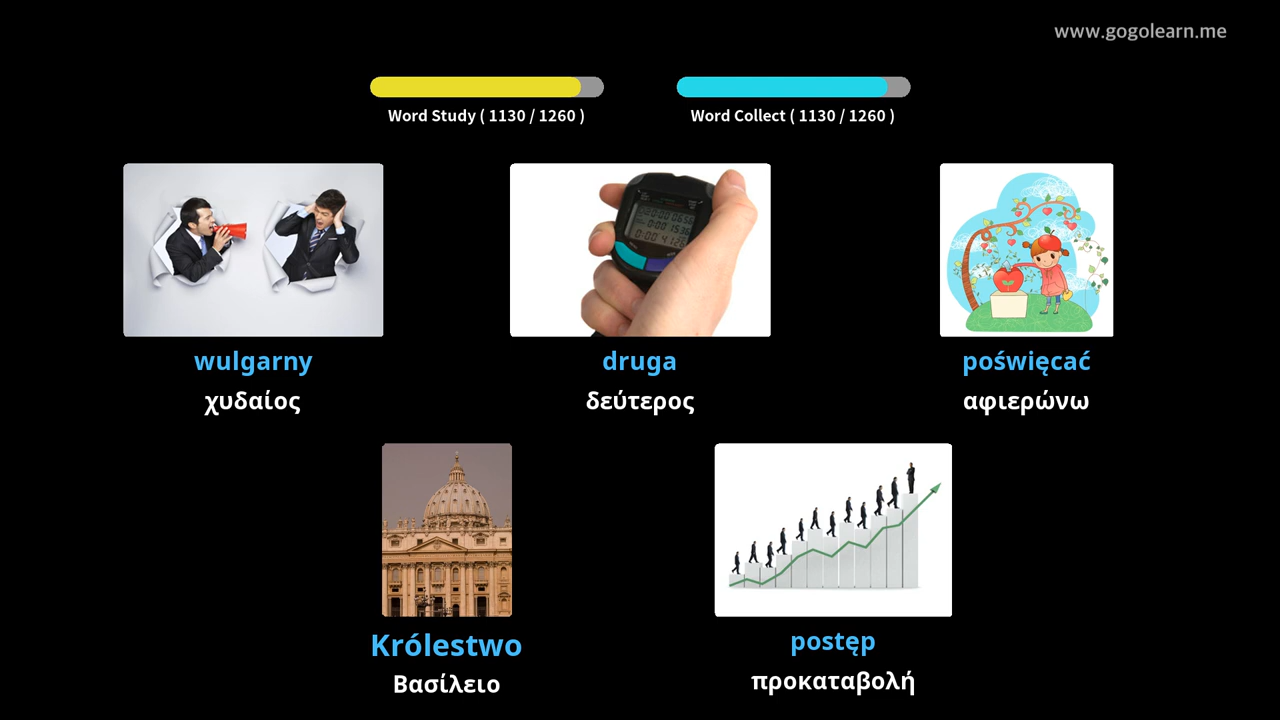 www.gogolearn.me
Word Study ( 1130 / 1260 )
Word Collect ( 1130 / 1260 )
wulgarny
χυδαίος
druga
δεύτερος
poświęcać
αφιερώνω
Królestwo
Βασίλειο
postęp
προκαταβολή